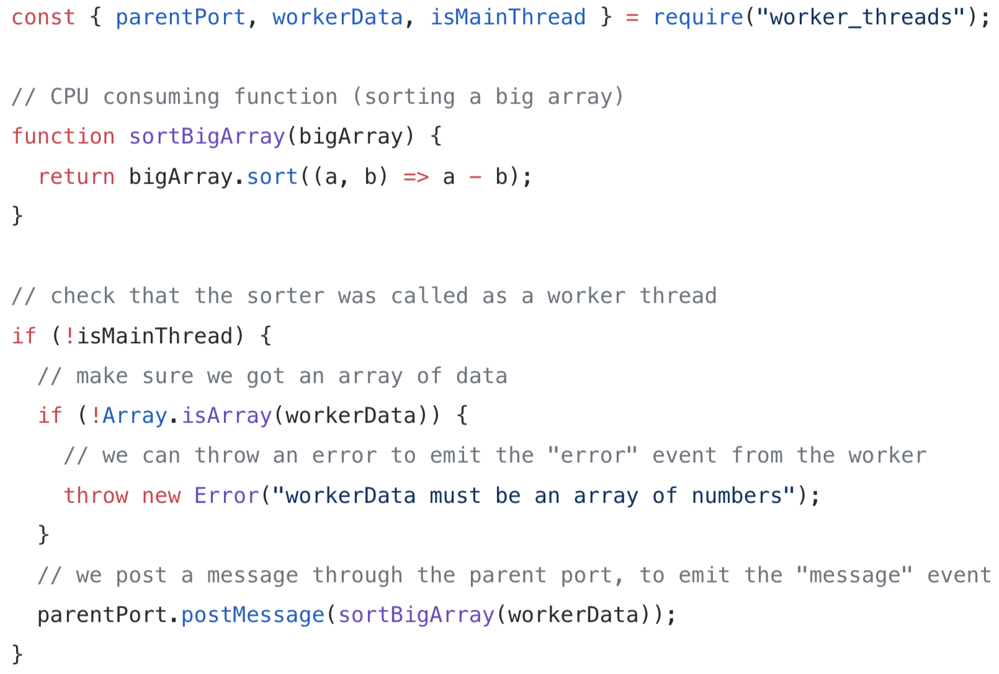 const { parentPort, workerData, isMainThread } = require("worker_threads");
// CPU consuming function (sorting a big array)
function sortBigArray(bigArray) {
  return bigArray.sort((a, b) => a - b);
}
// check that the sorter was called as a worker thread
if (!isMainThread) {
  // make sure we got an array of data
  if (!Array.isArray(workerData)) {
    // we can throw an error to emit the "error" event from the worker
    throw new Error("workerData must be an array of numbers");
  }
  // we post a message through the parent port, to emit the "message" event
  parentPort.postMessage(sortBigArray(workerData));
}